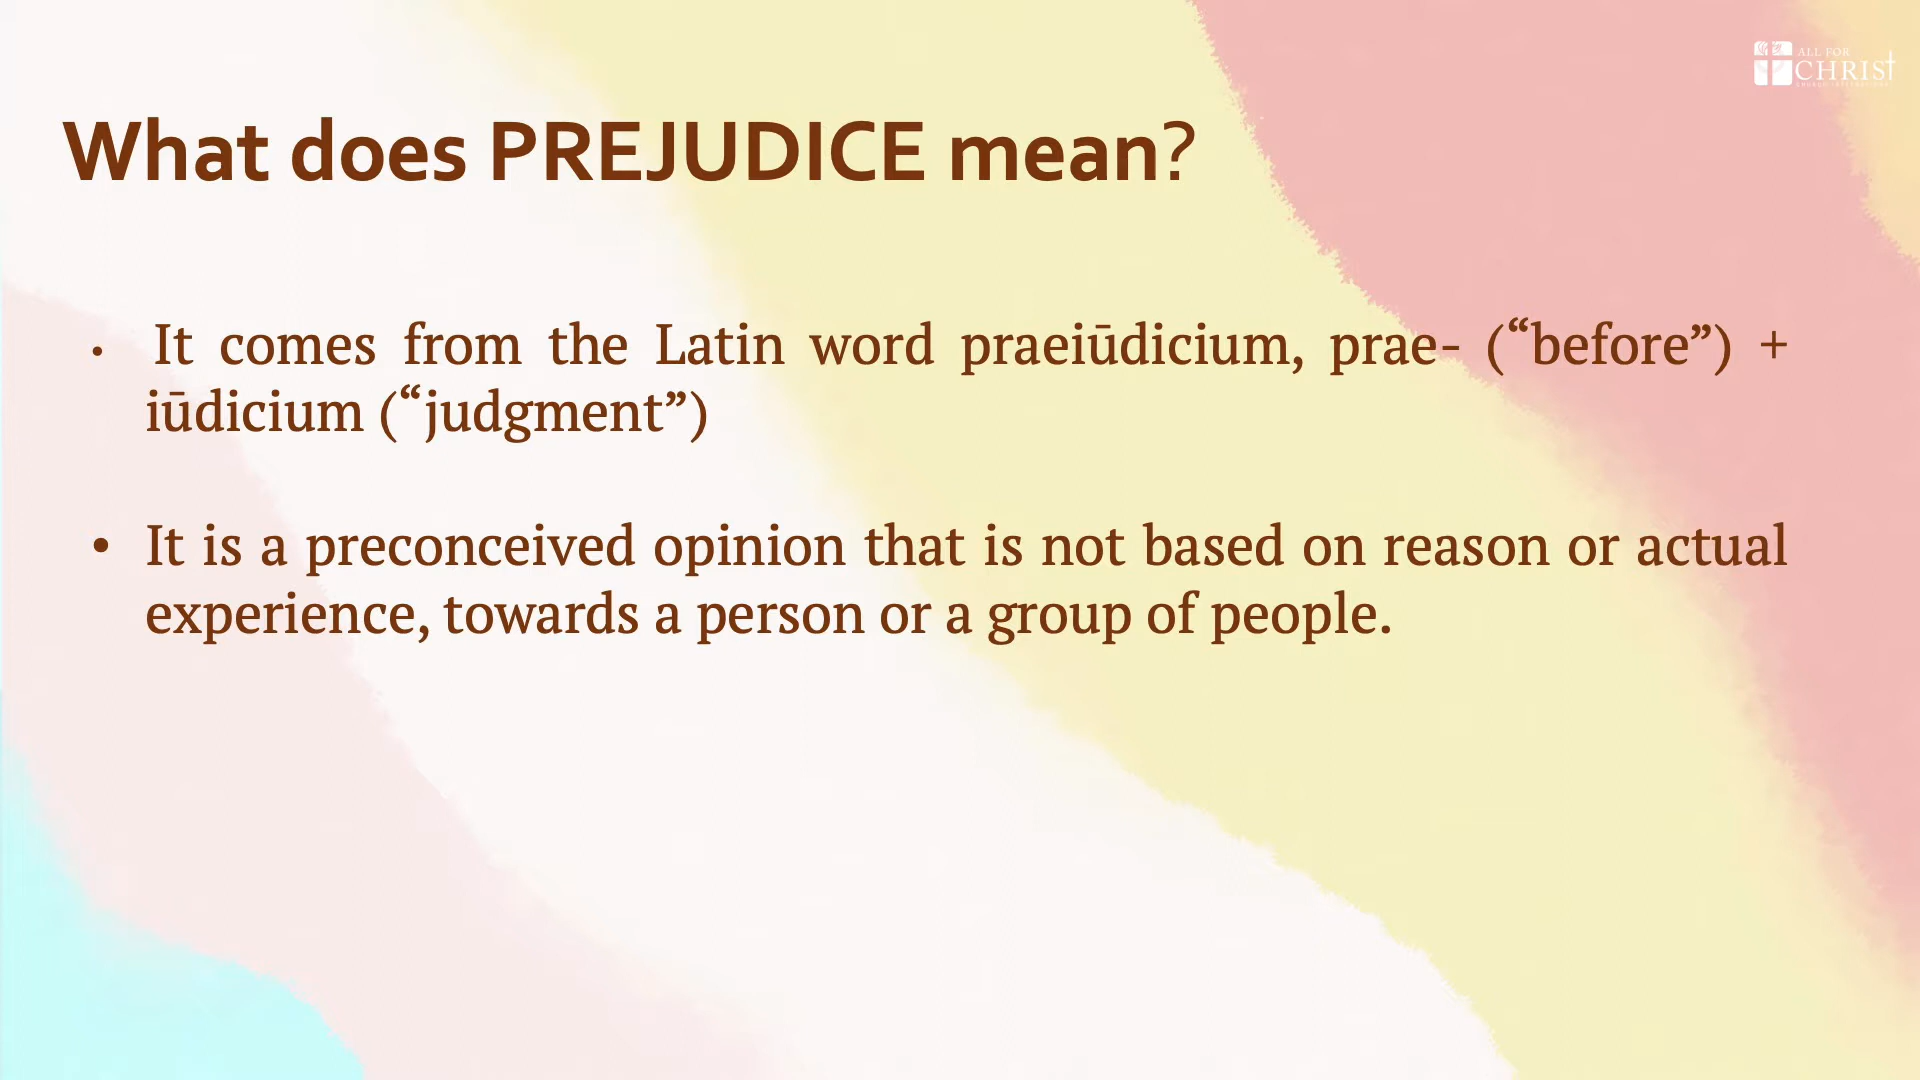 ALL FOR
CHRIST
What does PREJUDICE mean?
• It comes from the Latin word praeiūdicium, prae- (“before”) +
iūdicium (“judgment”)
• It is a preconceived opinion that is not based on reason or actual
experience, towards a person or a group of people.